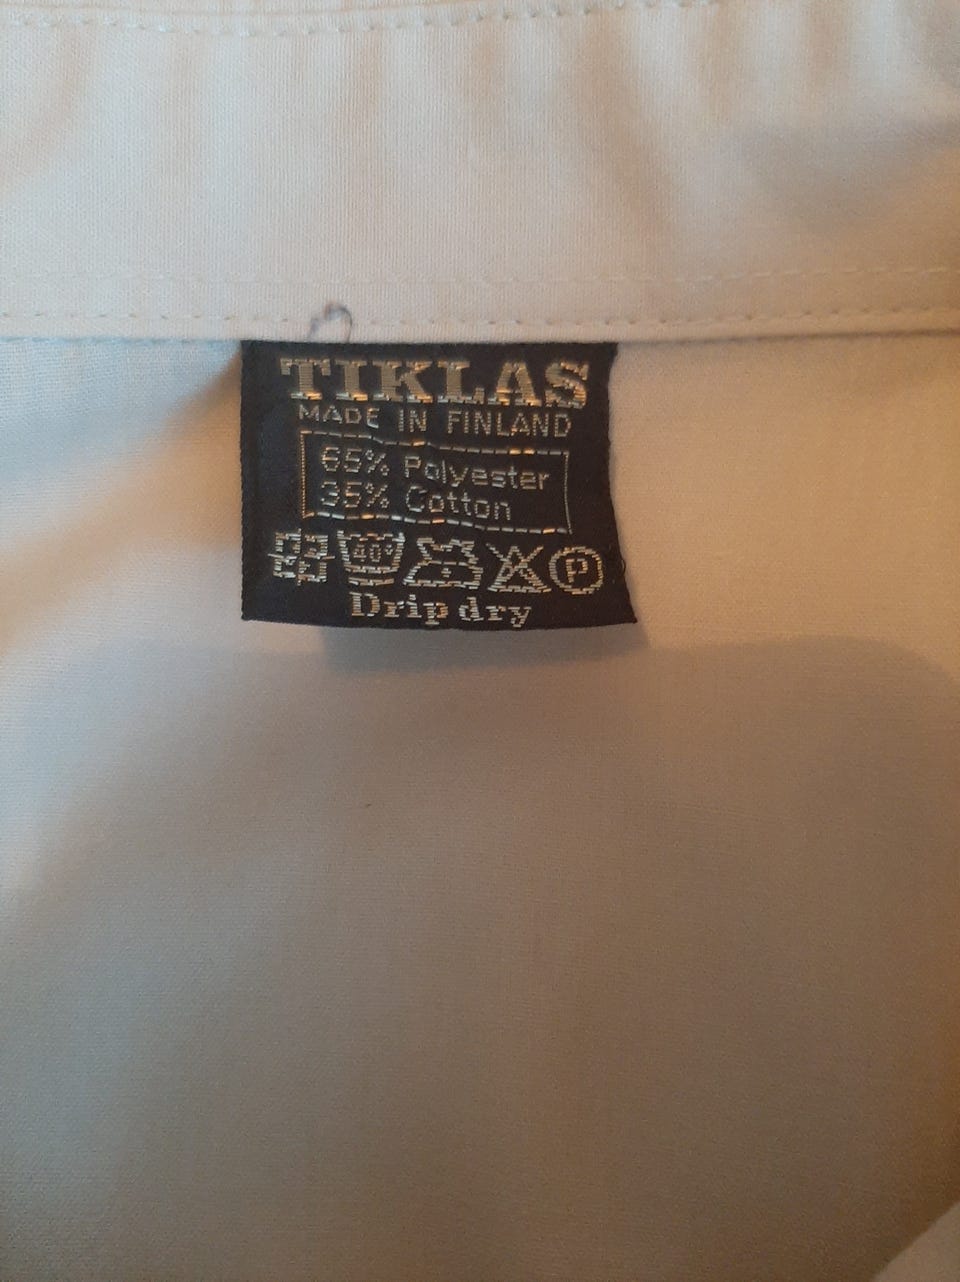 TIKLAS
MADE IN FINLAND
65% Polyester
35% Cotton
40° P
Drip dry